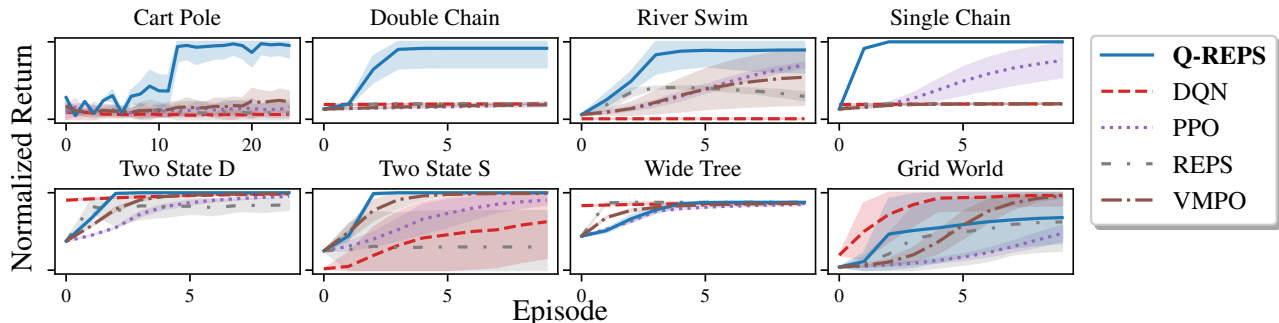 Normalized Return
Cart Pole
Double Chain
River Swim
Single Chain
0 10 20
0 5
0 5
0 5
Two State D
Two State S
Wide Tree
Grid World
0 5
0 5
0 5
0 5
Episode
Q-REPS
DQN
PPO
REPS
VMPO